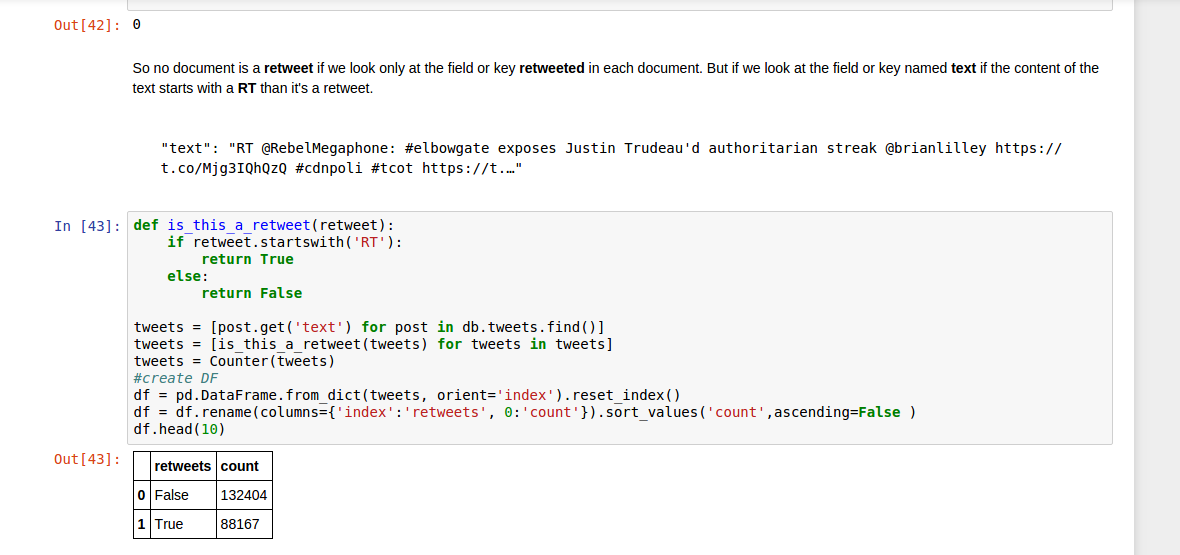 Out[42]: 0
So no document is a retweet if we look only at the field or key retweeted in each document. But if we look at the field or key named text if the content of the
text starts with a RT than it's a retweet.
"text": "RT @RebelMegaphone: #elbowgate exposes Justin Trudeau'd authoritarian streak @brianlilley https://
t.co/Mjg3IQhQzQ #cdnpoli #tcot https://t.…"
In [43]: def is_this_a_retweet(retweet):
    if retweet.startswith('RT'):
        return True
    else:
        return False
tweets = [post.get('text') for post in db.tweets.find()]
tweets = [is_this_a_retweet(tweets) for tweets in tweets]
tweets = Counter(tweets)
#create DF
df = pd.DataFrame.from_dict(tweets, orient='index').reset_index()
df = df.rename(columns={'index':'retweets', 0:'count'}).sort_values('count',ascending=False )
df.head(10)
Out[43]:
retweets count
0 False 132404
1 True 88167